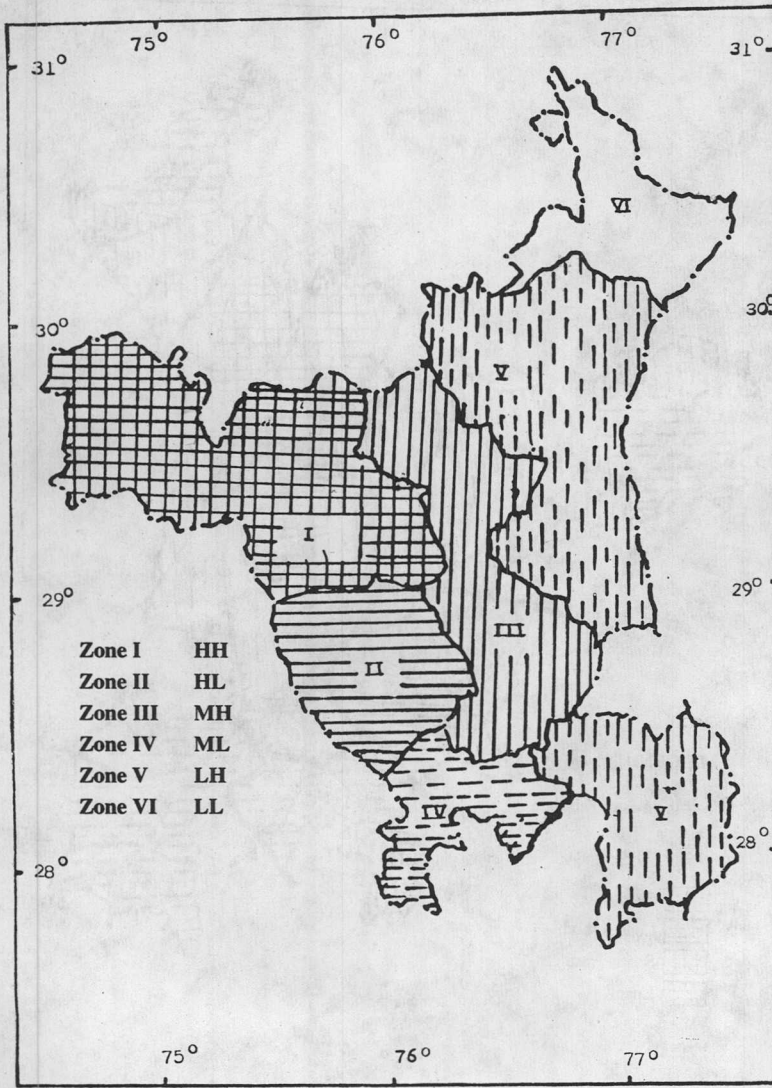 75° 76° 77°
31° 31°
VI
30° 30°
V
I
29° 29°
III
Zone I HH
II
Zone II HL
Zone III MH
Zone IV ML
Zone V LH
Zone VI LL
IV V
28° 28°
75° 76° 77°